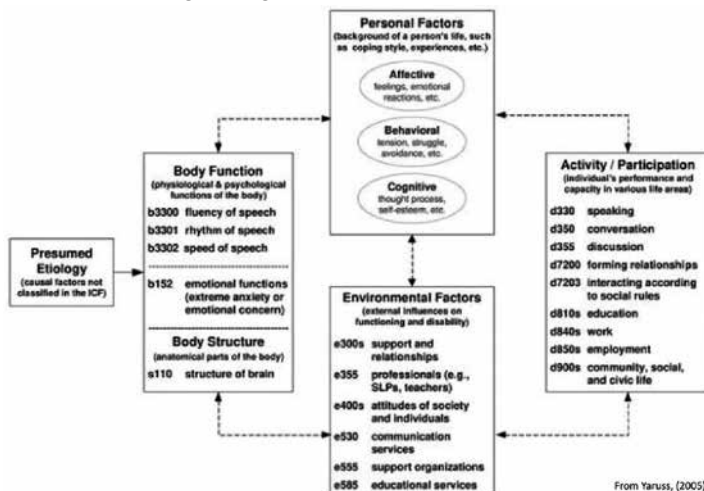 Personal Factors
(background of a person's life, such
as coping style, experiences, etc.)
Affective
feelings, emotional
reactions, etc.
Behavioral
tension, struggle,
avoidance, etc.
Cognitive
thought process,
self-esteem, etc.
Presumed
Etiology
(causal factors not
classified in the ICF)
Body Function
(physiological & psychological
functions of the body)
b3300 fluency of speech
b3301 rhythm of speech
b3302 speed of speech
b152 emotional functions
(extreme anxiety or
emotional concern)
Body Structure
(anatomical parts of the body)
s110 structure of brain
Environmental Factors
(external influences on
functioning and disability)
e300s support and
relationships
e355 professionals (e.g.,
SLPs, teachers)
e400s attitudes of society
and individuals
e530 communication
services
e555 support organizations
e585 educational services
Activity / Participation
(individual's performance and
capacity in various life areas)
d330 speaking
d350 conversation
d355 discussion
d7200 forming relationships
d7203 interacting according
to social rules
d810s education
d840s work
d850s employment
d900s community, social,
and civic life
From Yaruss, (2005)